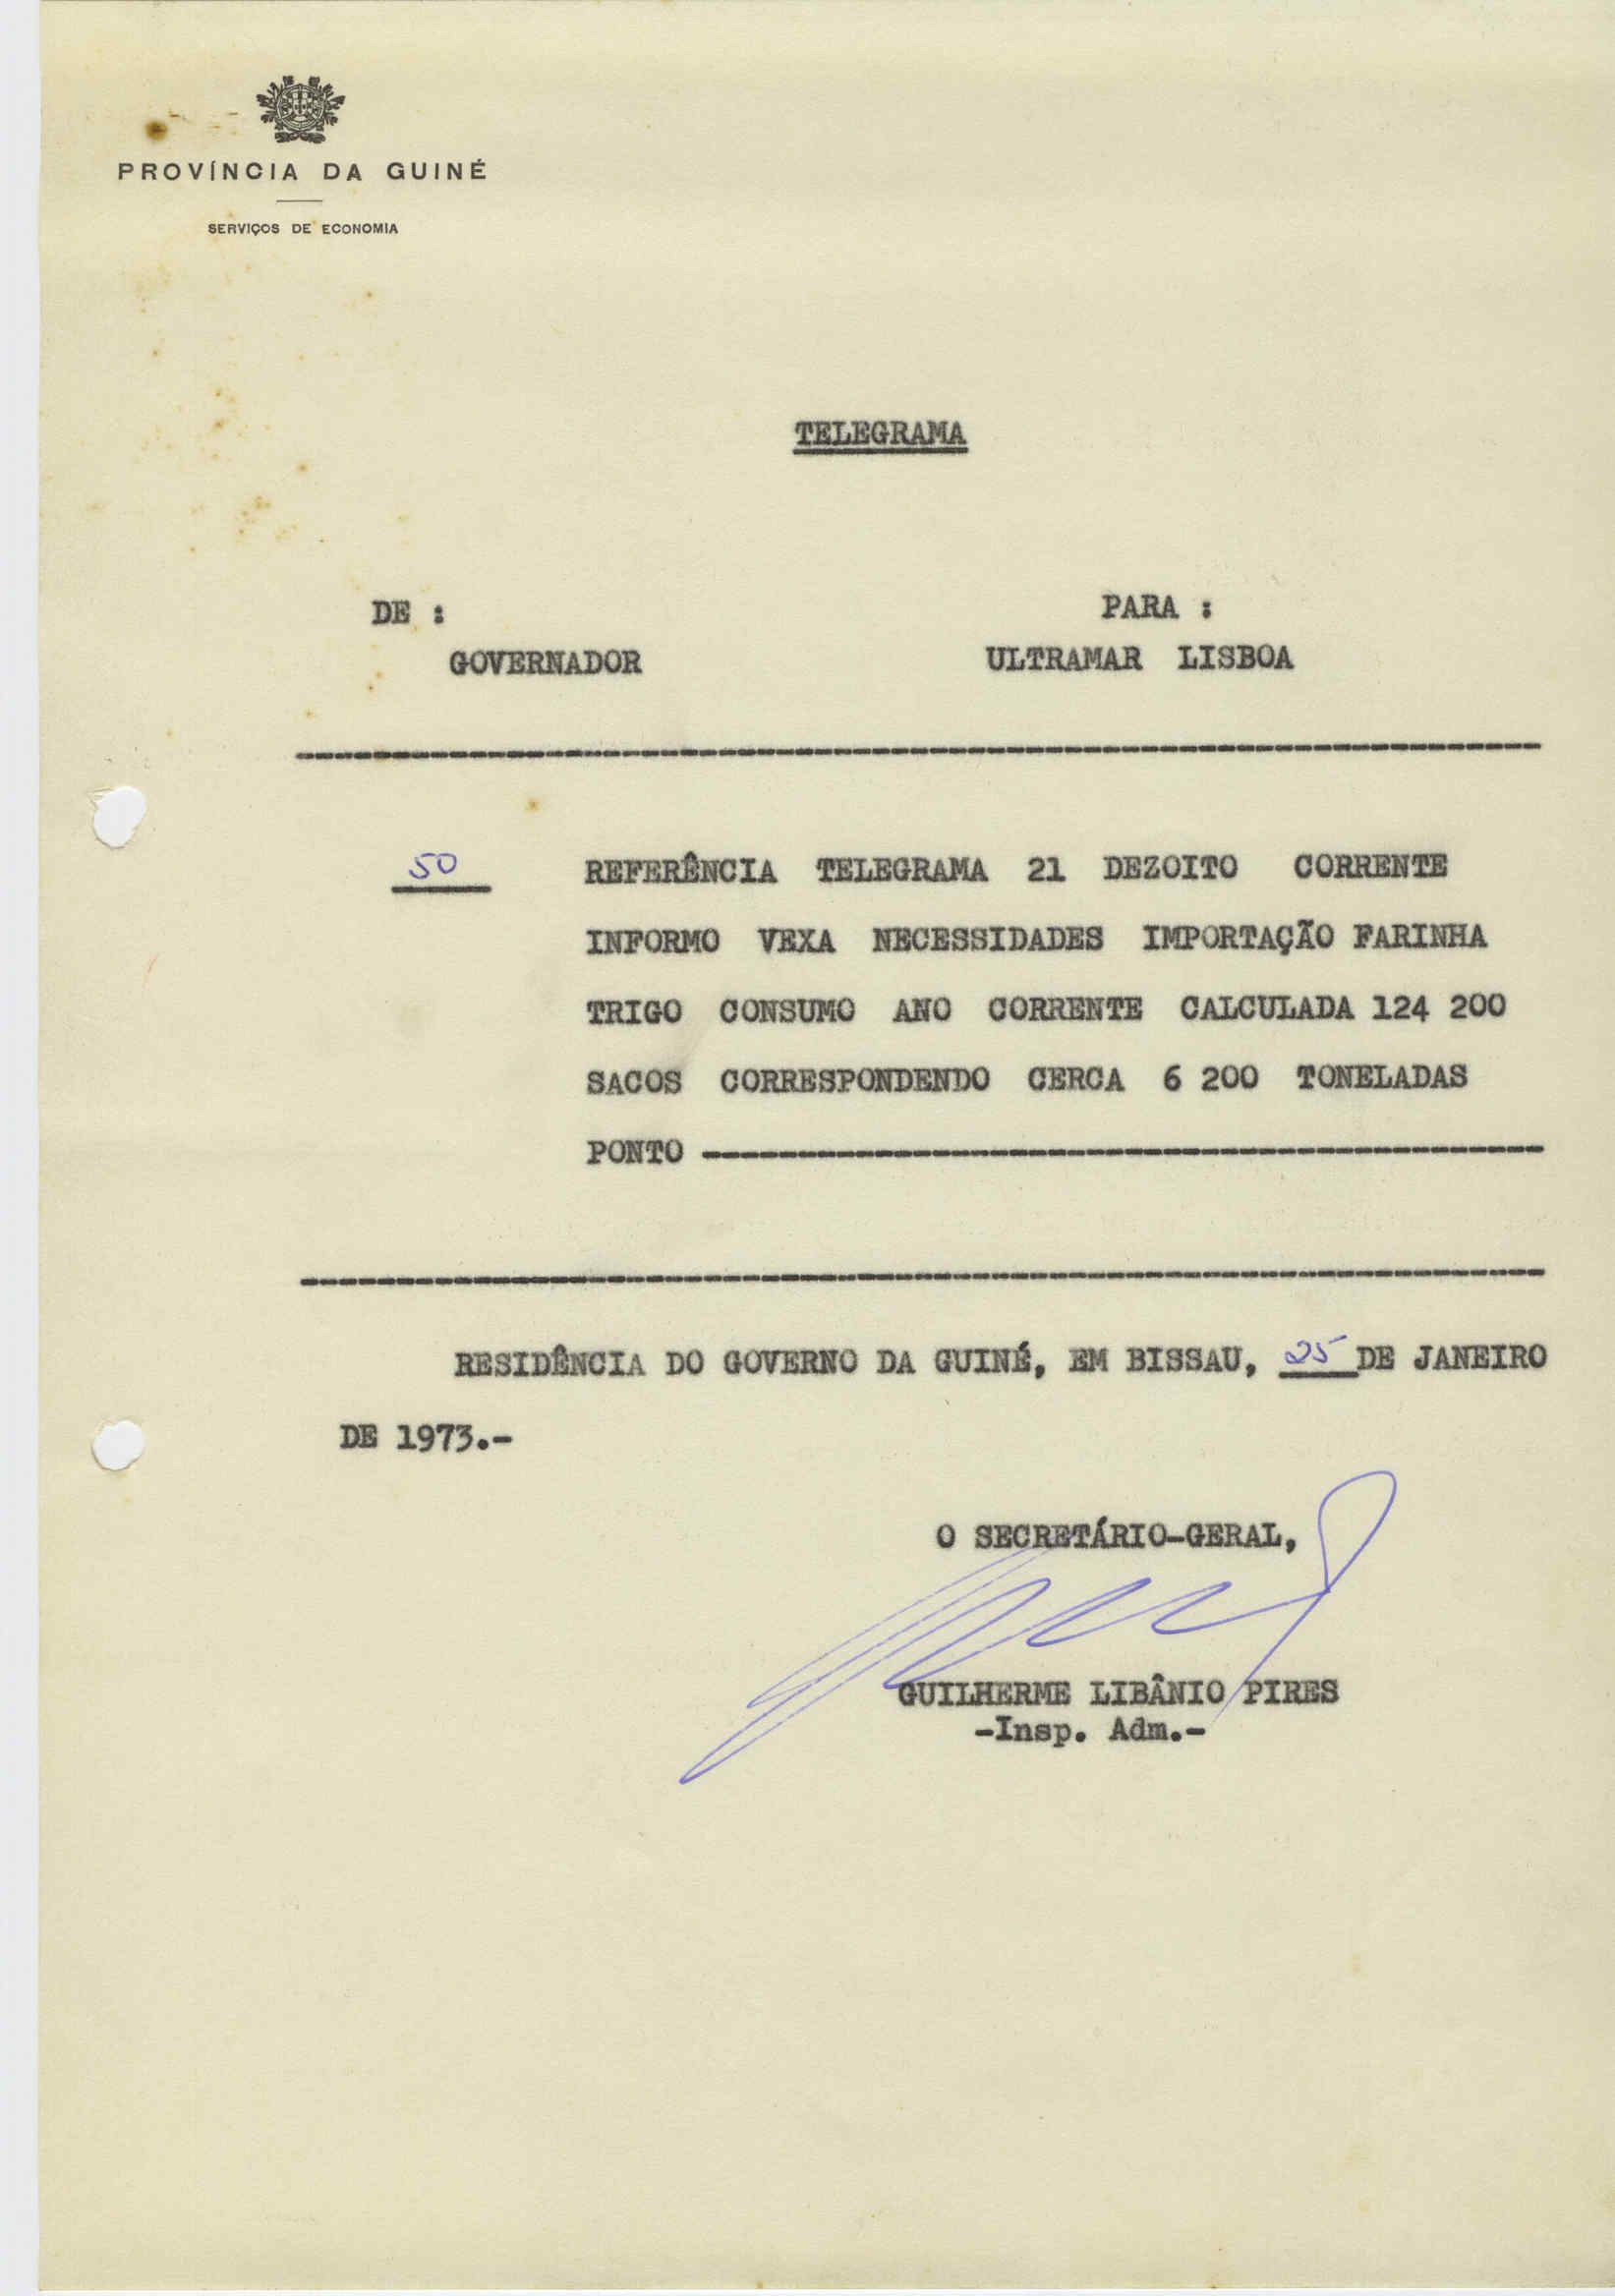 PROVÍNCIA DA GUINÉ
SERVIÇOS DE ECONOMIA
TELEGRAMA
DE :
GOVERNADOR
PARA :
ULTRAMAR LISBOA
50
REFERÊNCIA TELEGRAMA 21 DEZOITO CORRENTE
INFORMO VEXA NECESSIDADES IMPORTAÇÃO FARINHA
TRIGO CONSUMO ANO CORRENTE CALCULADA 124 200
SACOS CORRESPONDENDO CERCA 6 200 TONELADAS
PONTO
RESIDÊNCIA DO GOVERNO DA GUINÉ, EM BISSAU, 25 DE JANEIRO
DE 1973.-
O SECRETÁRIO-GERAL,
GUILHERME LIBÂNIO PIRES
-Insp. Adm.-